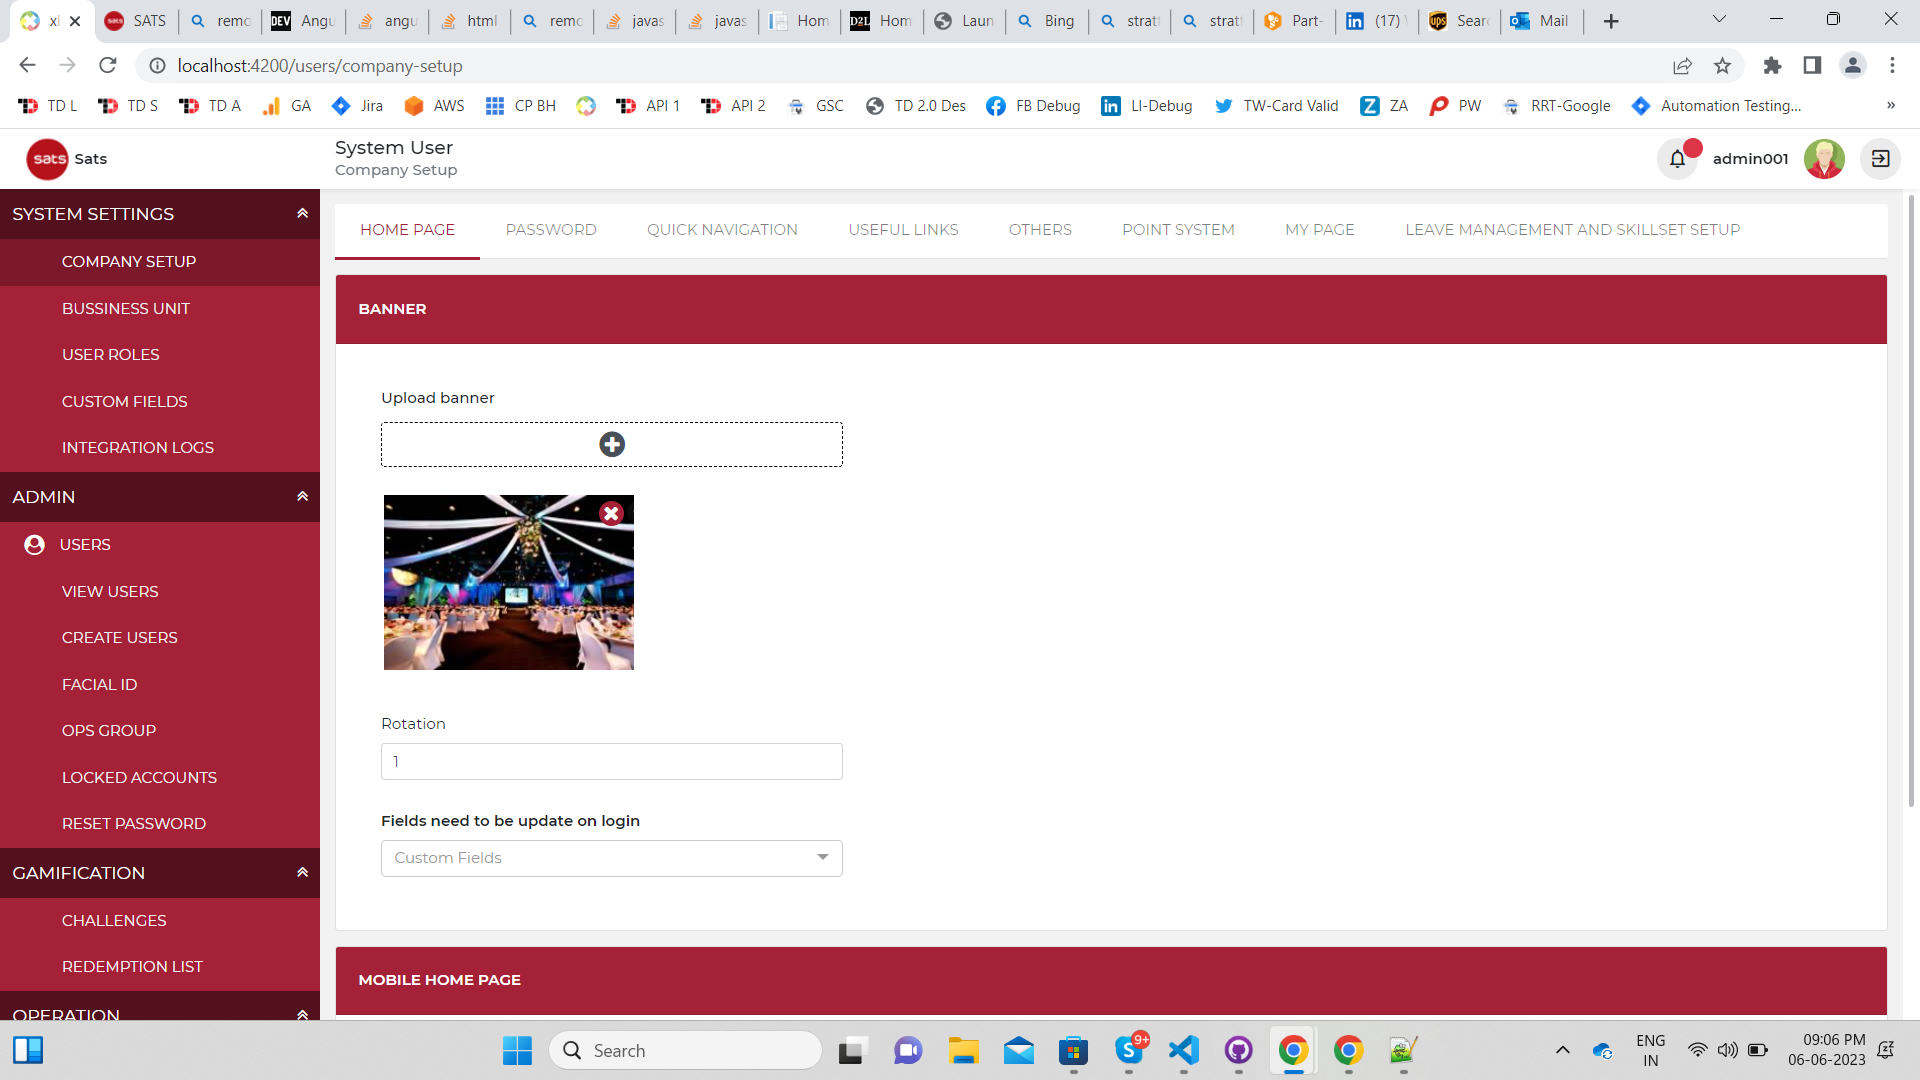 xl
SATS
remo
DEV Angu
angu
html
remo
javas
javas
Hom
D2L Hom
Laun
Bing
strat
strat
Part-
(17)
ups Sear
Mail
localhost:4200/users/company-setup
TD L
TD S
TD A
GA
Jira
AWS
CP BH
API 1
API 2
GSC
TD 2.0 Des
FB Debug
LI-Debug
TW-Card Valid
ZA
PW
RRT-Google
Automation Testing...
»
sats Sats
System User
Company Setup
admin001
SYSTEM SETTINGS
COMPANY SETUP
BUSSINESS UNIT
USER ROLES
CUSTOM FIELDS
INTEGRATION LOGS
ADMIN
USERS
VIEW USERS
CREATE USERS
FACIAL ID
OPS GROUP
LOCKED ACCOUNTS
RESET PASSWORD
GAMIFICATION
CHALLENGES
REDEMPTION LIST
OPERATION
HOME PAGE
PASSWORD
QUICK NAVIGATION
USEFUL LINKS
OTHERS
POINT SYSTEM
MY PAGE
LEAVE MANAGEMENT AND SKILLSET SETUP
BANNER
Upload banner
Rotation
1
Fields need to be update on login
Custom Fields
MOBILE HOME PAGE
Search
9+
ENG
IN
09:06 PM
06-06-2023